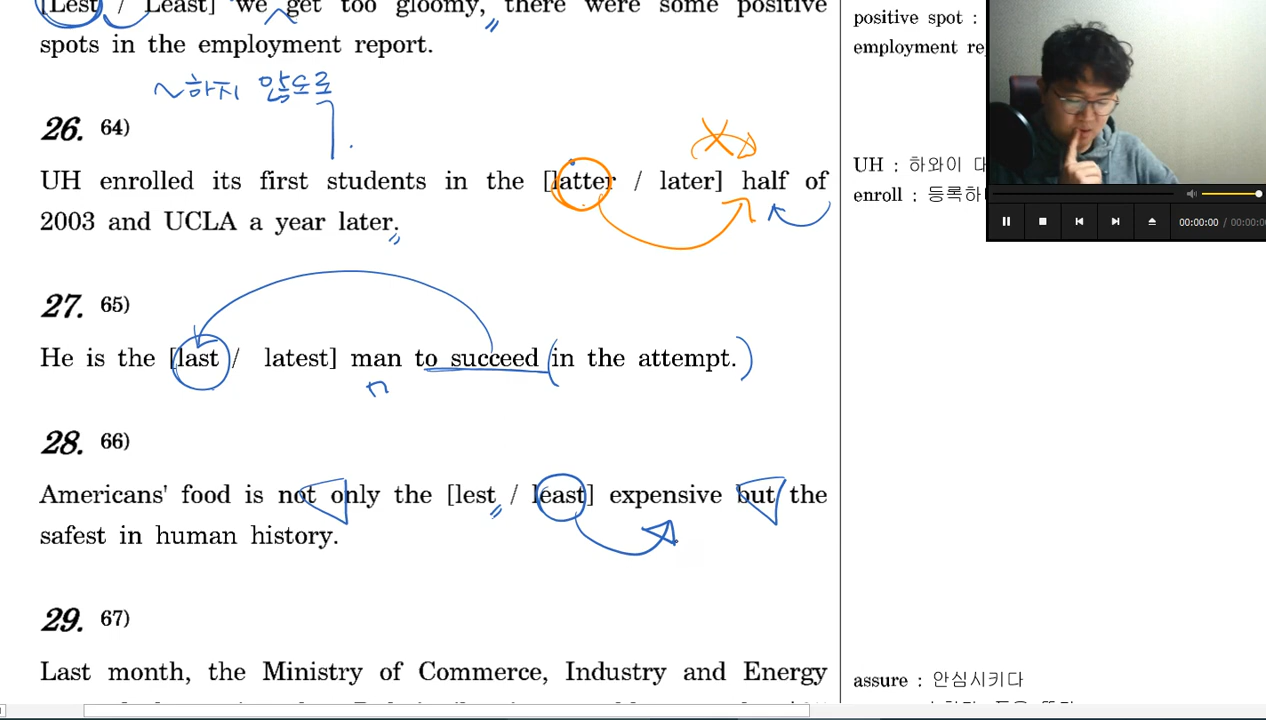 [Lest / Least] we get too gloomy, there were some positive
spots in the employment report.
~하지 않도록
26. 64)
UH enrolled its first students in the [latter / later] half of
2003 and UCLA a year later.
27. 65)
He is the [last / latest] man to succeed (in the attempt.)
n
28. 66)
Americans' food is not only the [lest / least] expensive but the
safest in human history.
29. 67)
Last month, the Ministry of Commerce, Industry and Energy
positive spot :
employment re
UH : 하와이 대
enroll : 등록하
assure : 안심시키다
00:00:00 / 00:00:0